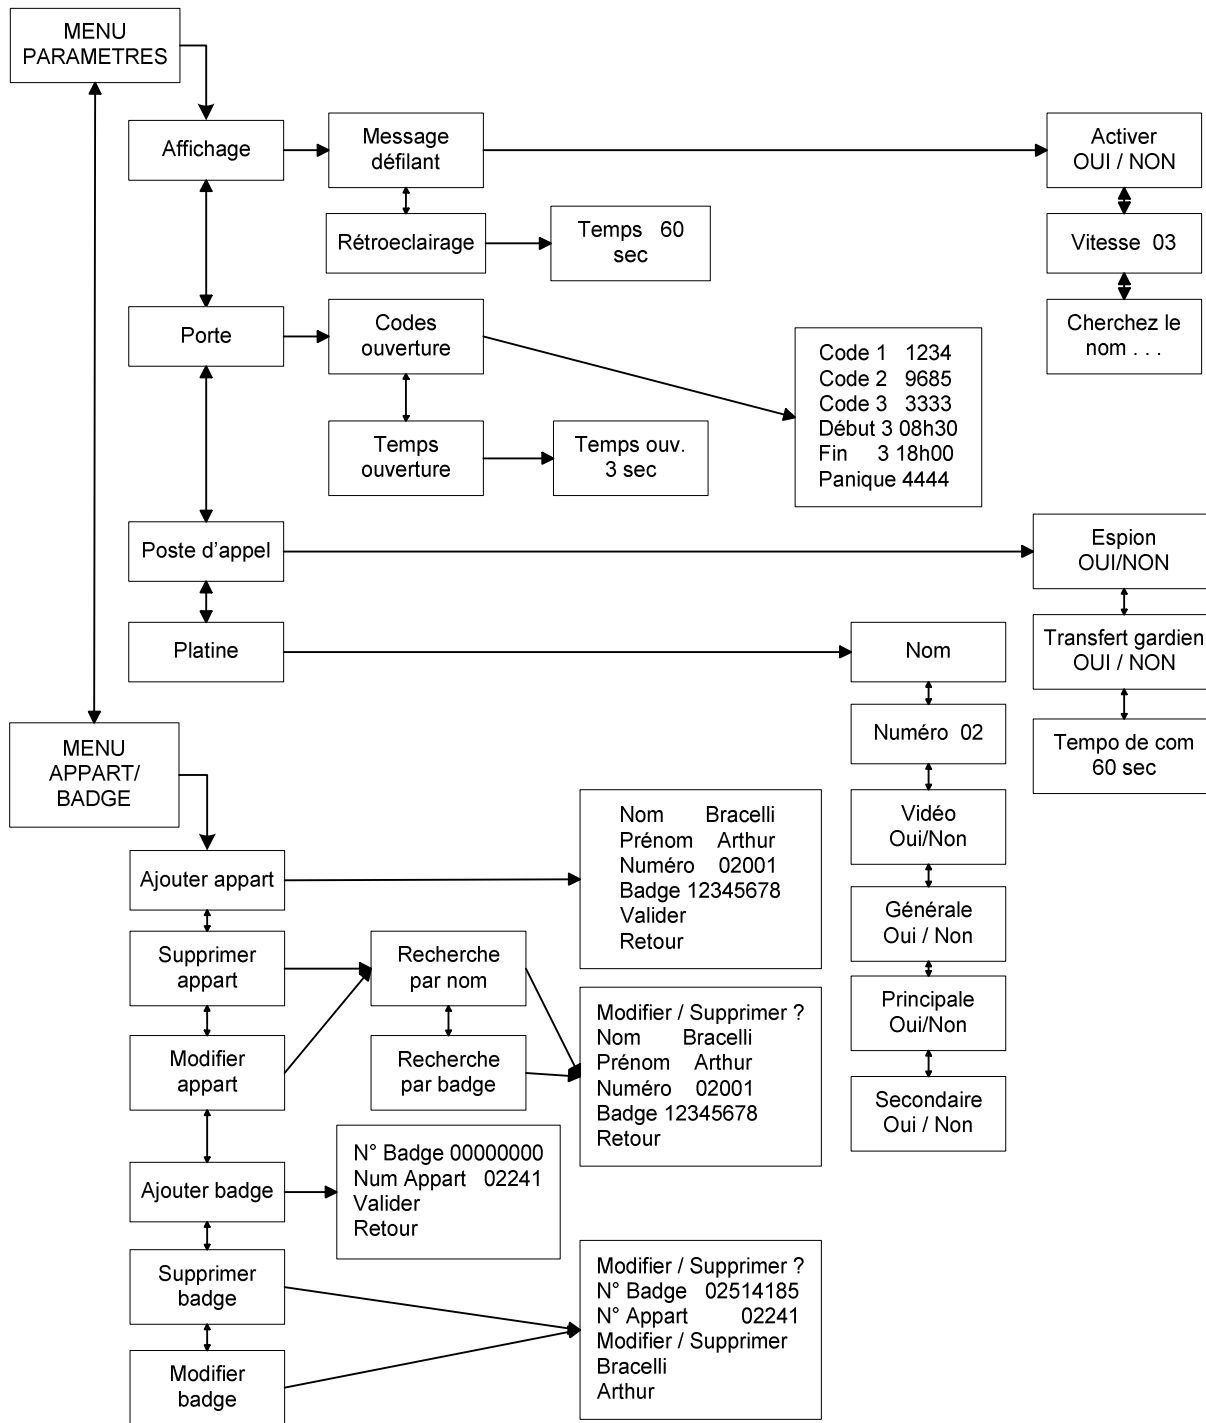 MENU
PARAMETRES
Affichage
Message
défilant
Activer
OUI / NON
Rétroeclairage
Temps 60
sec
Vitesse 03
Cherchez le
nom . . .
Porte
Codes
ouverture
Code 1 1234
Code 2 9685
Code 3 3333
Début 3 08h30
Fin 3 18h00
Panique 4444
Temps
ouverture
Temps ouv.
3 sec
Poste d'appel
Espion
OUI/NON
Transfert gardien
OUI / NON
Tempo de com
60 sec
Platine
Nom
Numéro 02
Vidéo
Oui/Non
Générale
Oui / Non
Principale
Oui/Non
Secondaire
Oui / Non
MENU
APPART/
BADGE
Ajouter appart
Nom Bracelli
Prénom Arthur
Numéro 02001
Badge 12345678
Valider
Retour
Supprimer
appart
Recherche
par nom
Modifier
appart
Recherche
par badge
Modifier / Supprimer ?
Nom Bracelli
Prénom Arthur
Numéro 02001
Badge 12345678
Retour
Ajouter badge
N° Badge 00000000
Num Appart 02241
Valider
Retour
Supprimer
badge
Modifier
badge
Modifier / Supprimer ?
N° Badge 02514185
N° Appart 02241
Modifier / Supprimer
Bracelli
Arthur